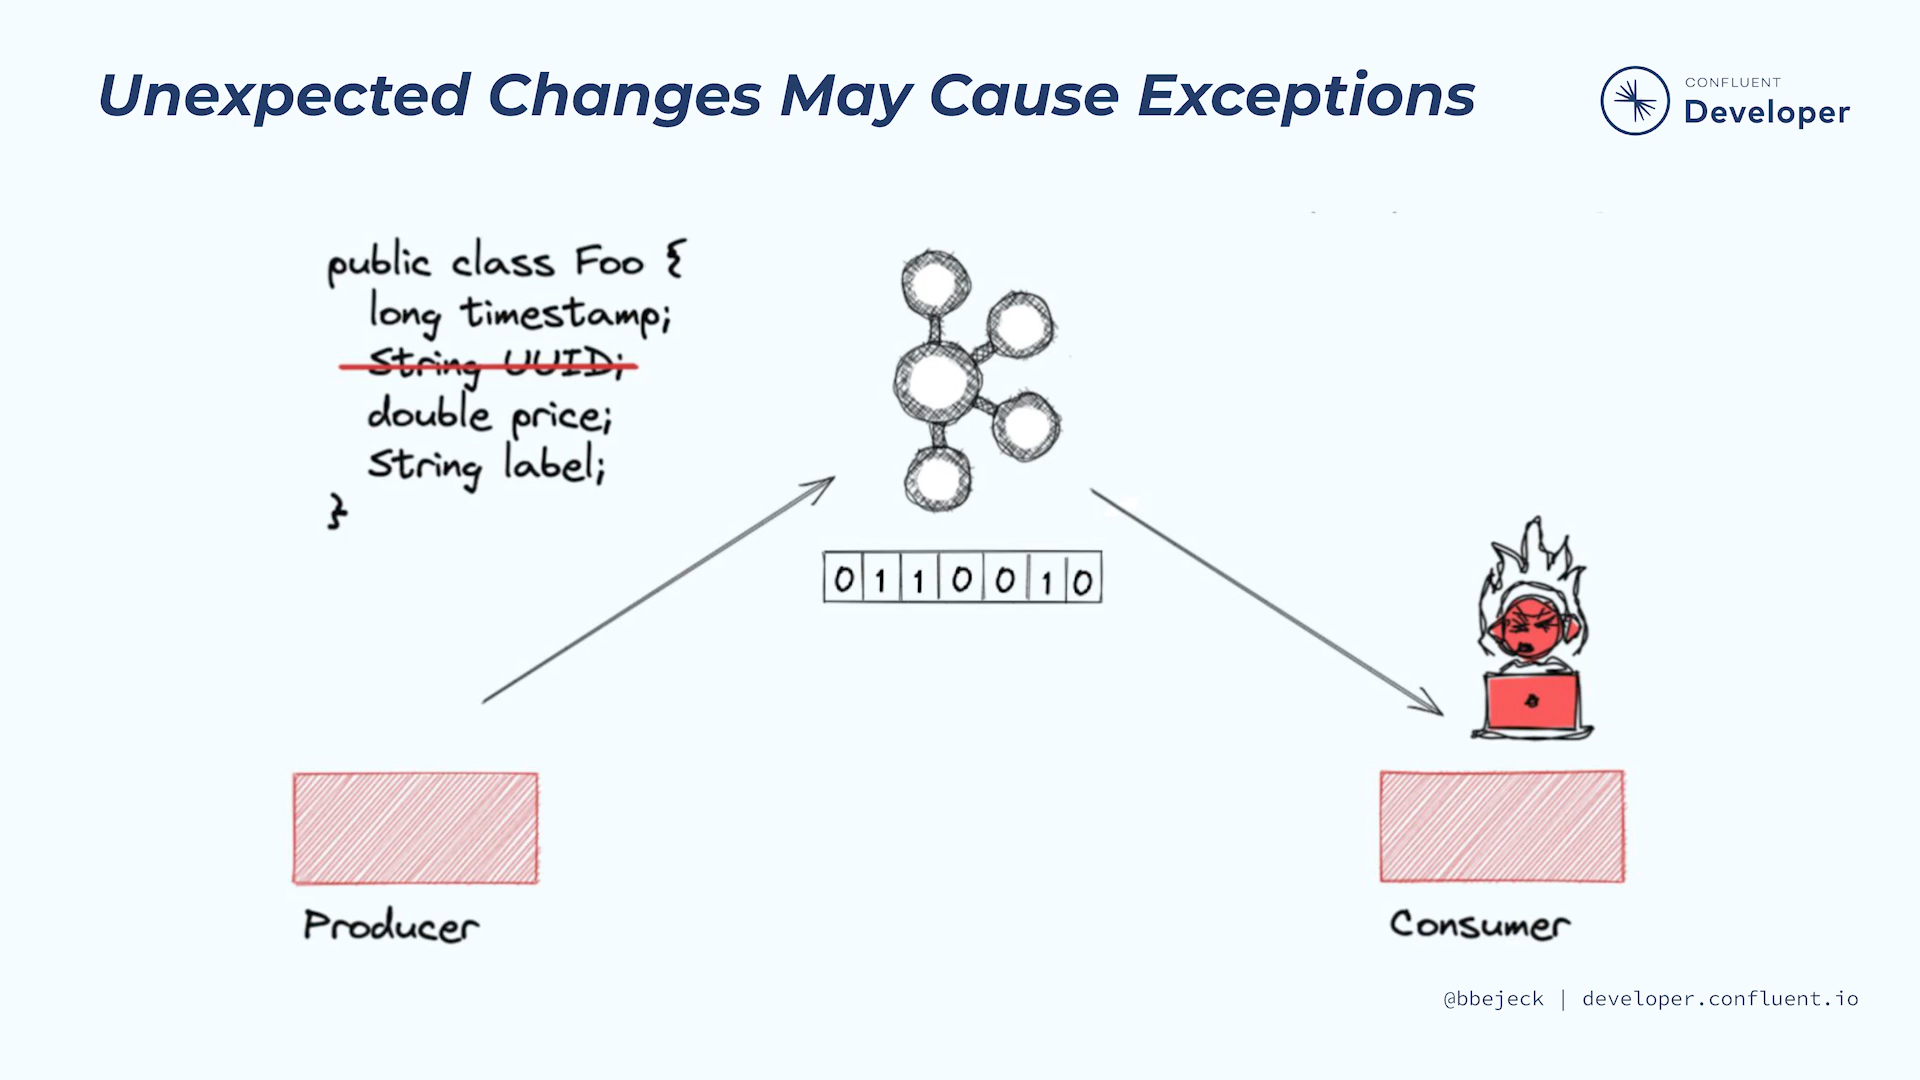 Unexpected Changes May Cause Exceptions
CONFLUENT
Developer
public class Foo {
long timestamp;
String UUID;
double price;
String label;
}
0 1 1 0 0 1 0
Producer
Consumer
@bbejeck | developer.confluent.io